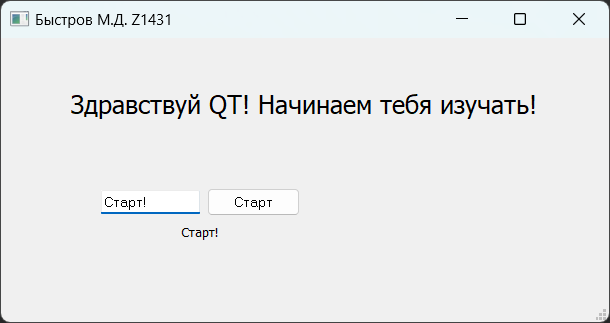 Быстров М.Д. Z1431
Здравствуй QT! Начинаем тебя изучать!
Старт! Старт
Старт!